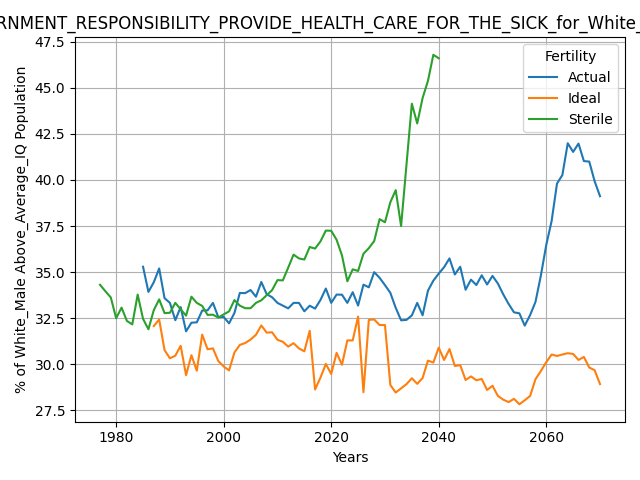 RNMENT_RESPONSIBILITY_PROVIDE_HEALTH_CARE_FOR_THE_SICK_for_White_
47.5
45.0
42.5
40.0
37.5
35.0
32.5
30.0
27.5
% of White_Male Above_Average_IQ Population
Fertility
Actual
Ideal
Sterile
1980
2000
2020
2040
2060
Years